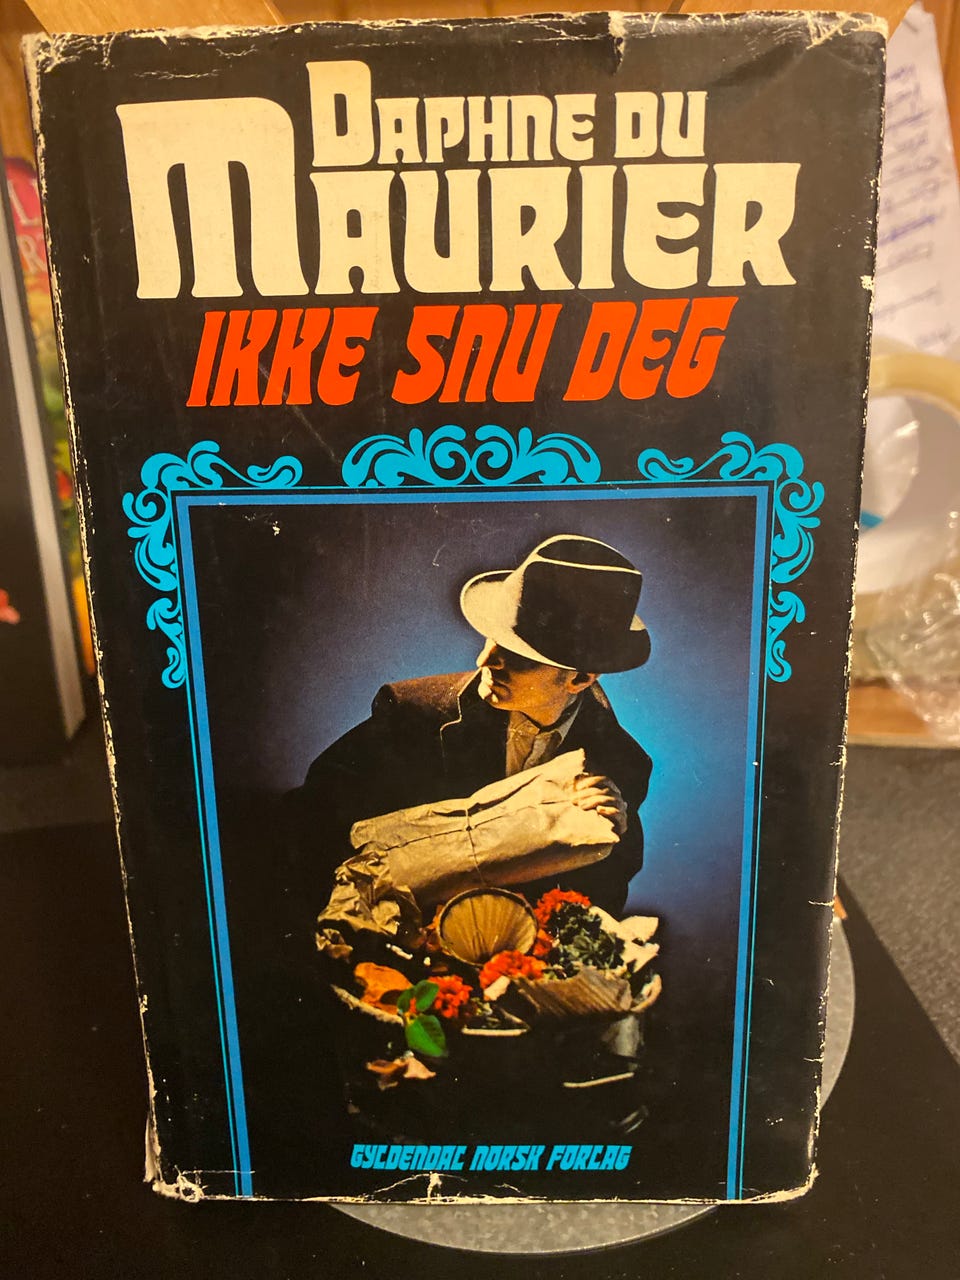 DAPHNE DU
MAURIER
IKKE SNU DEG
GYLDENDAL NORSK FORLAG